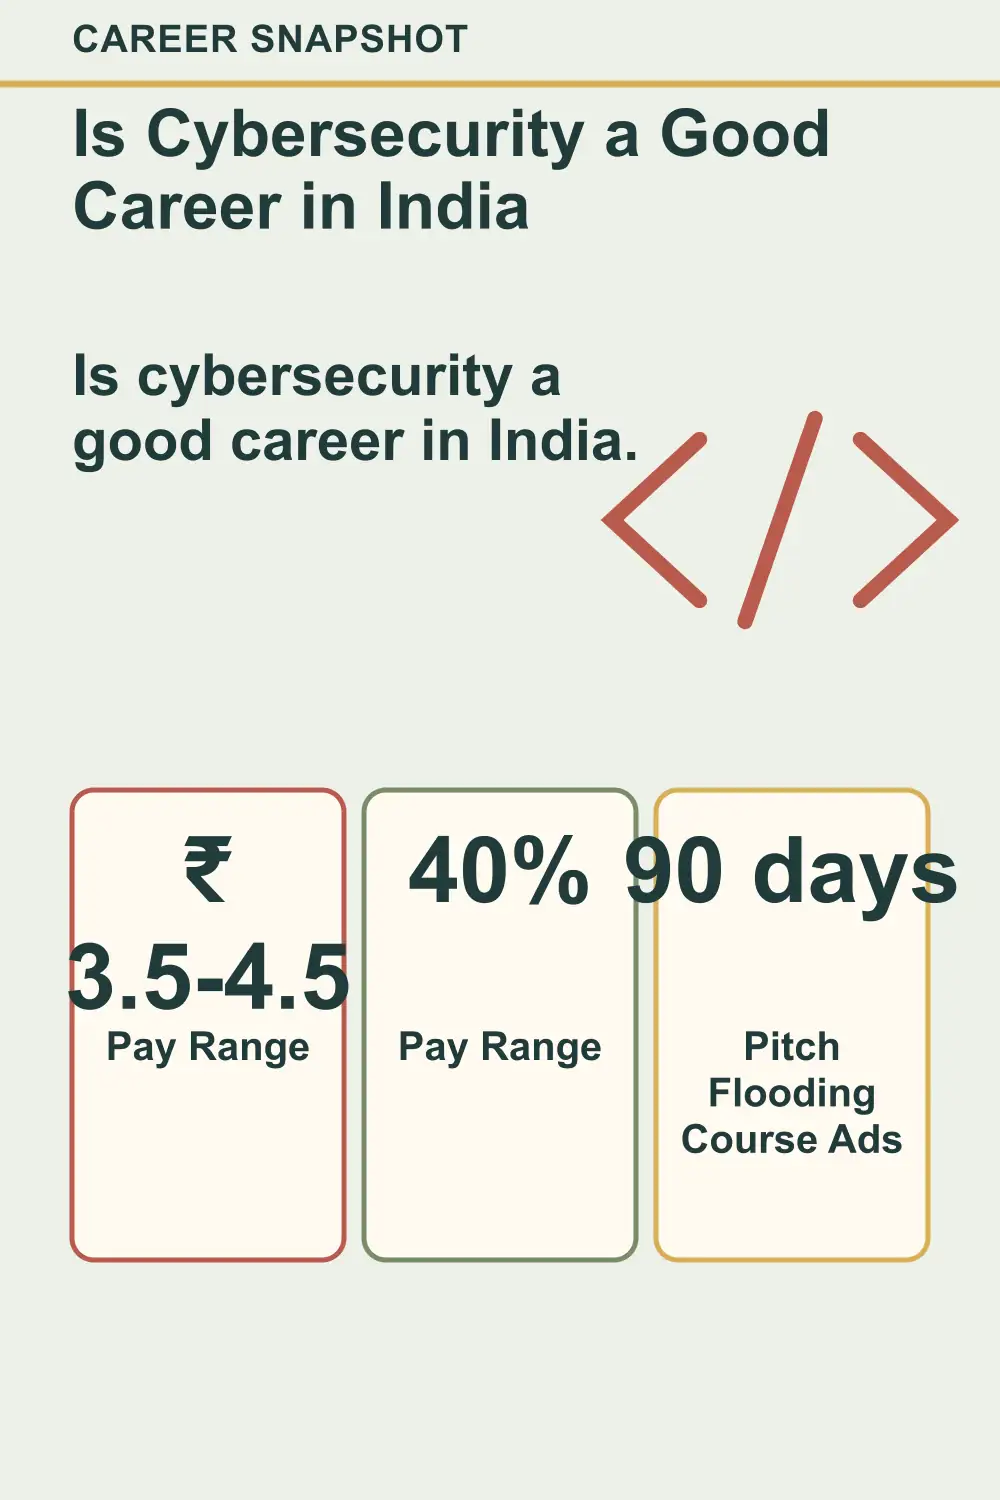 CAREER SNAPSHOT
Is Cybersecurity a Good
Career in India
Is cybersecurity a
good career in India.
</>
₹
3.5-4.5
Pay Range
40%
Pay Range
90 days
Pitch
Flooding
Course Ads